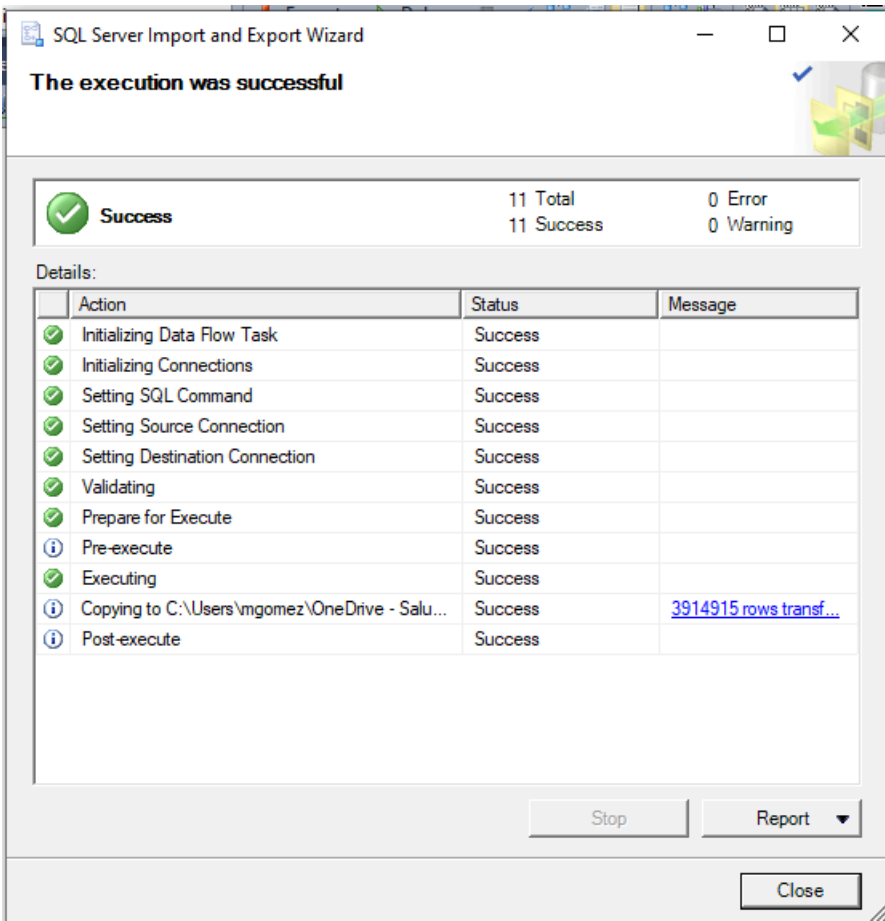 SQL Server Import and Export Wizard
The execution was successful
Success
11 Total
0 Error
11 Success
0 Warning
Details:
Action Status Message
Initializing Data Flow Task Success
Initializing Connections Success
Setting SQL Command Success
Setting Source Connection Success
Setting Destination Connection Success
Validating Success
Prepare for Execute Success
Pre-execute Success
Executing Success
Copying to C:\Users\mgomez\OneDrive - Salu... Success 3914915 rows transf...
Post-execute Success
Stop Report
Close